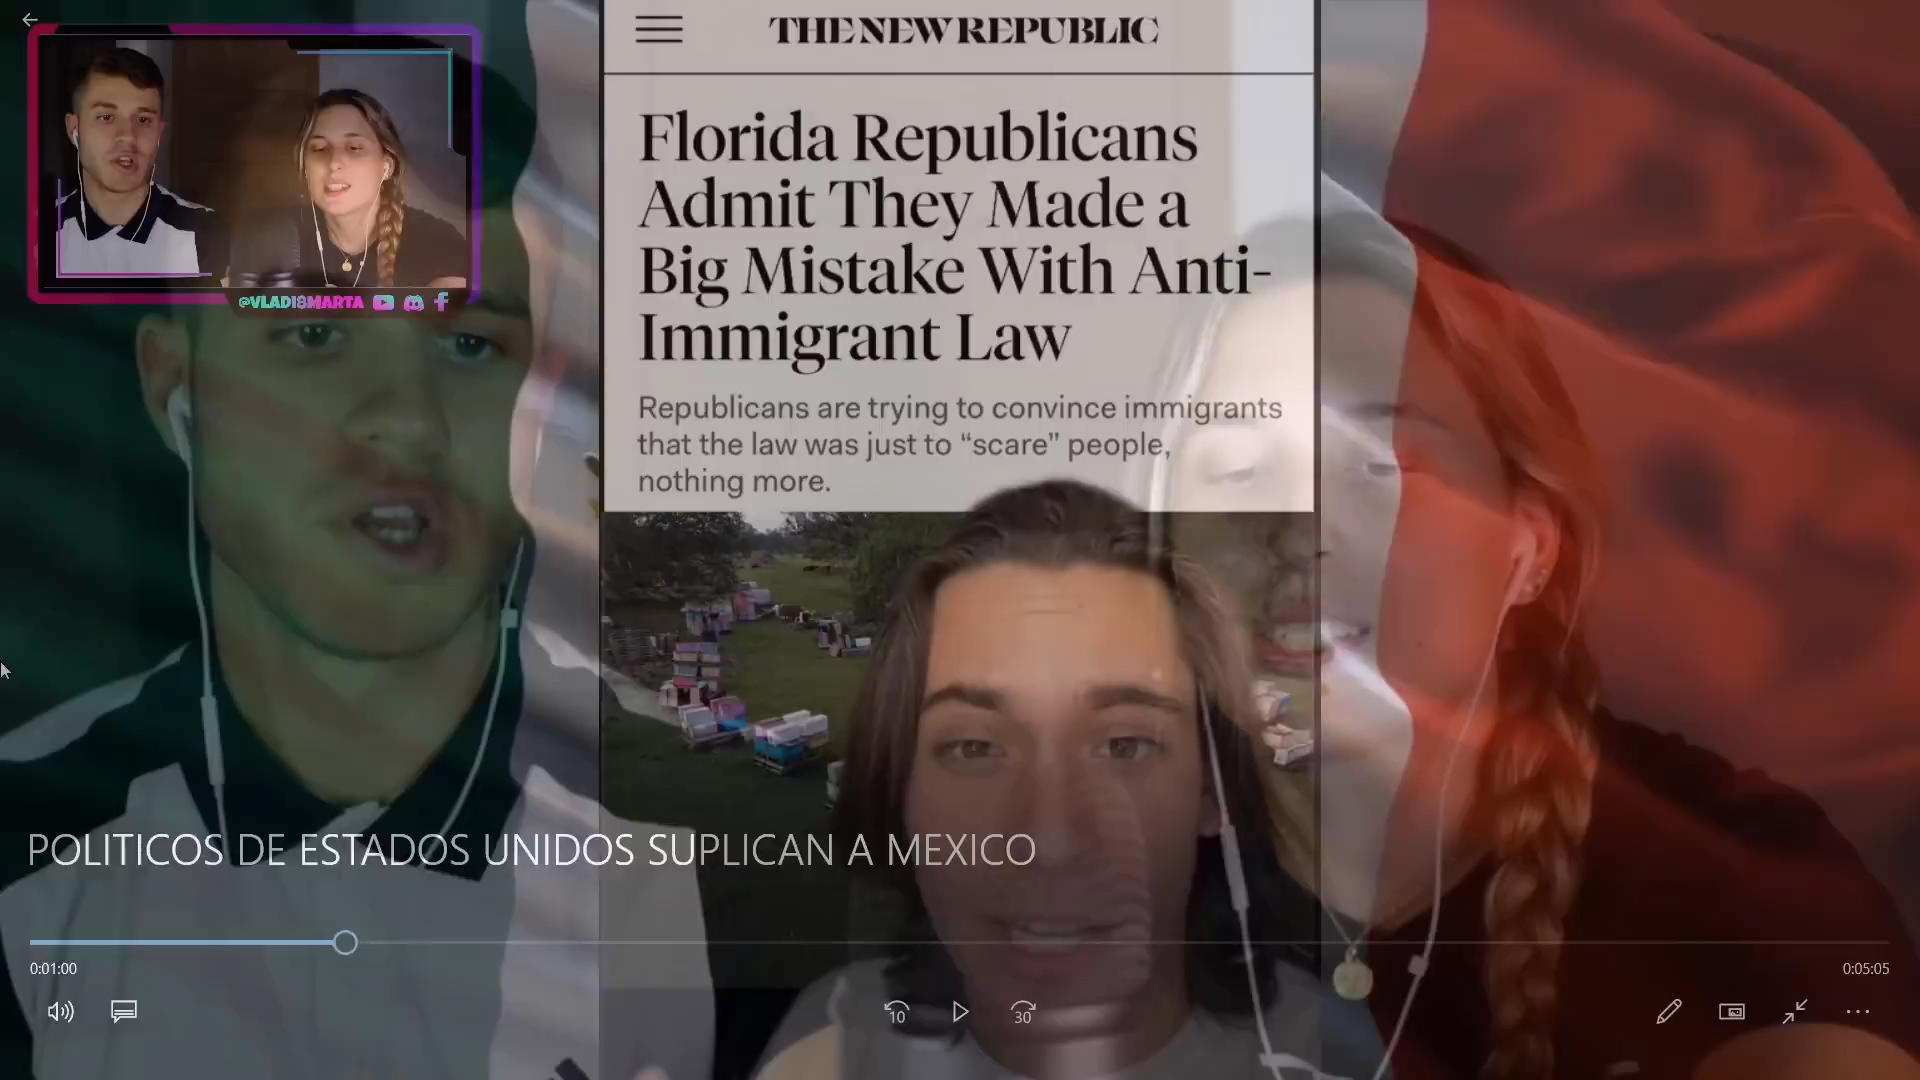 THE NEW REPUBLIC
Florida Republicans
Admit They Made a
Big Mistake With Anti-
Immigrant Law
Republicans are trying to convince immigrants
that the law was just to “scare” people,
nothing more.
@VLADI8MARTA
POLITICOS DE ESTADOS UNIDOS SUPLICAN A MEXICO
0:01:00
0:05:05
10
30